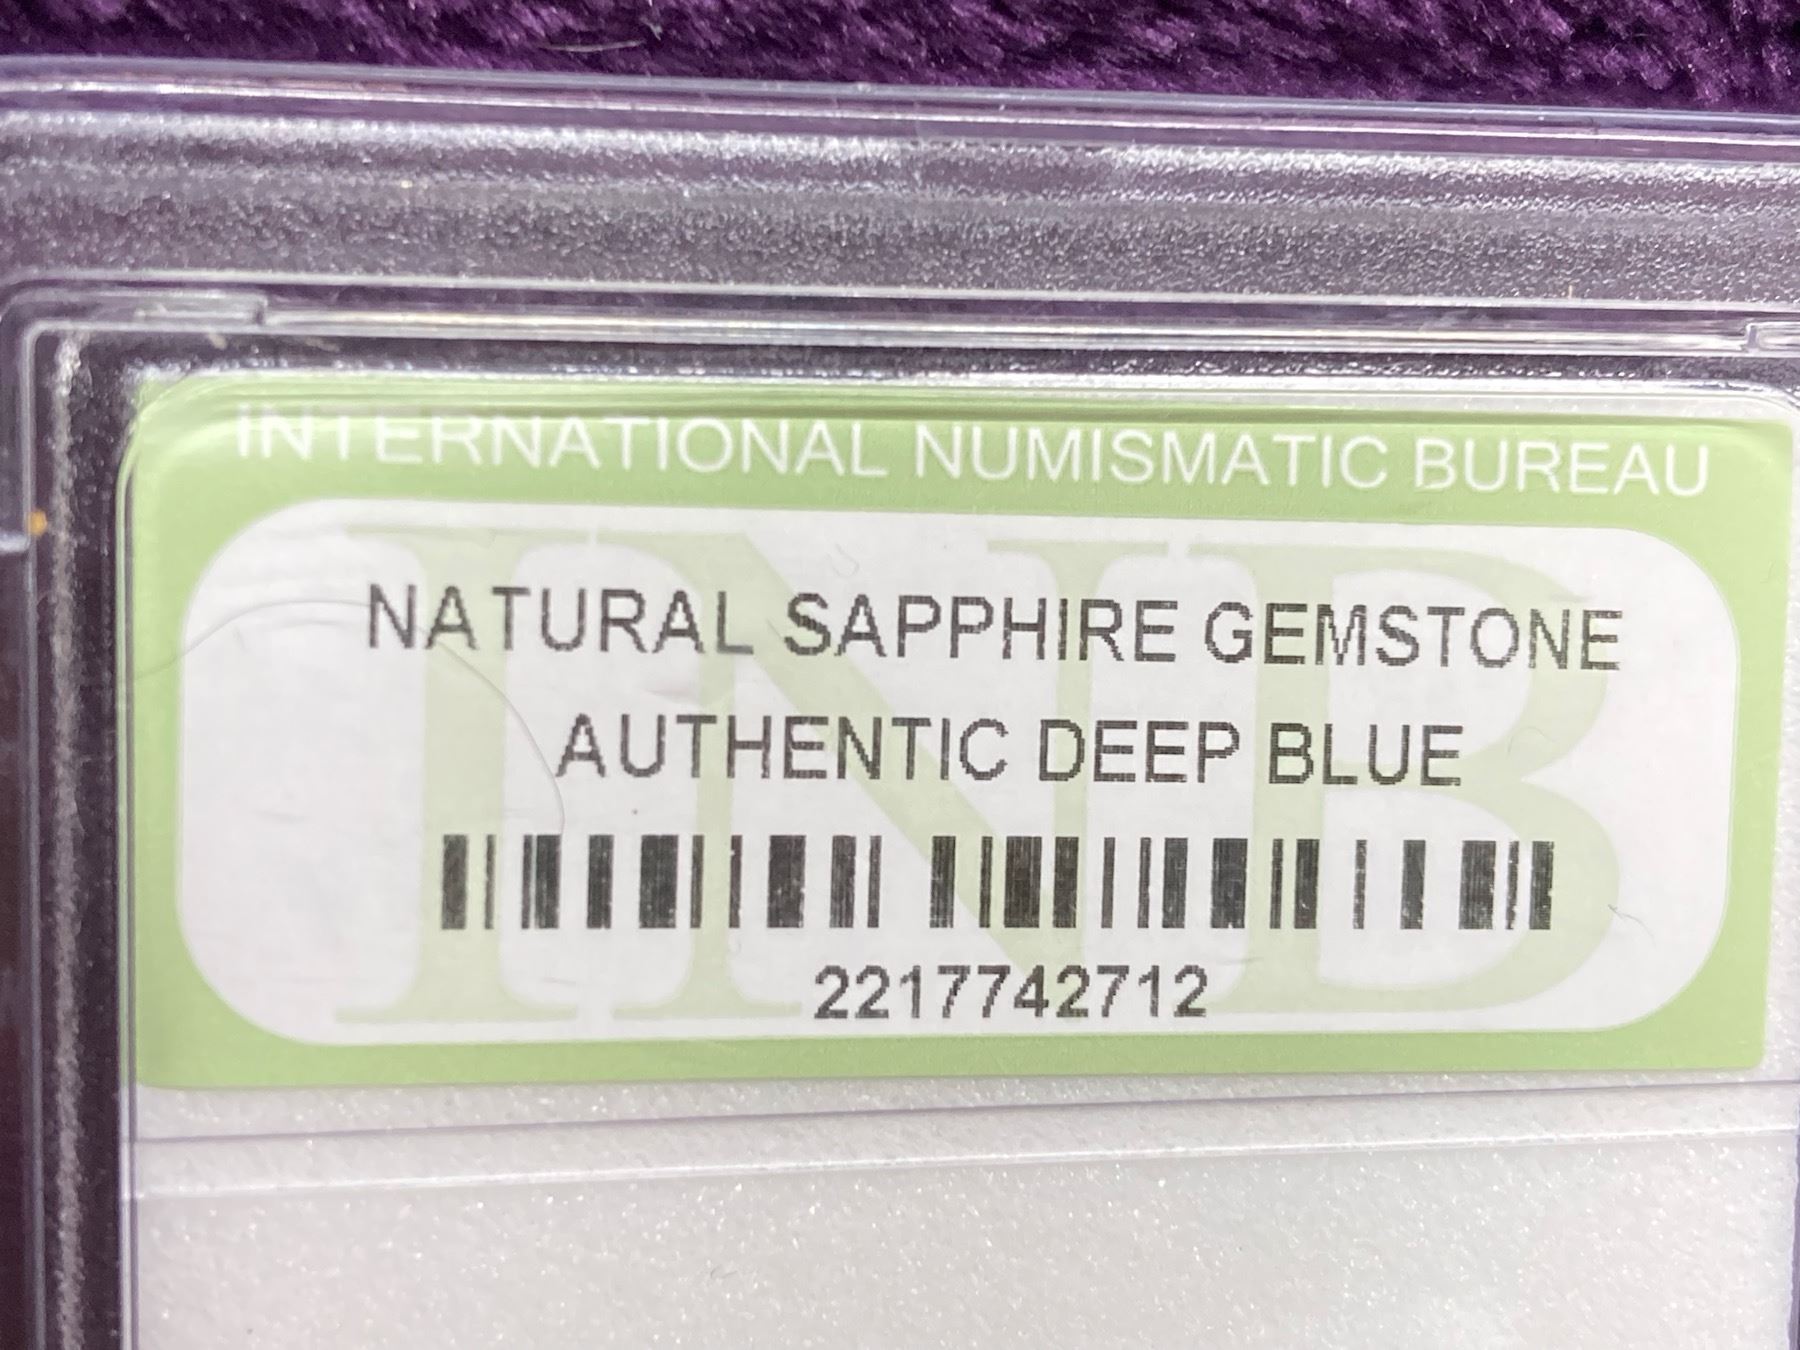 INTERNATIONAL NUMISMATIC BUREAU
INB
NATURAL SAPPHIRE GEMSTONE
AUTHENTIC DEEP BLUE
2217742712